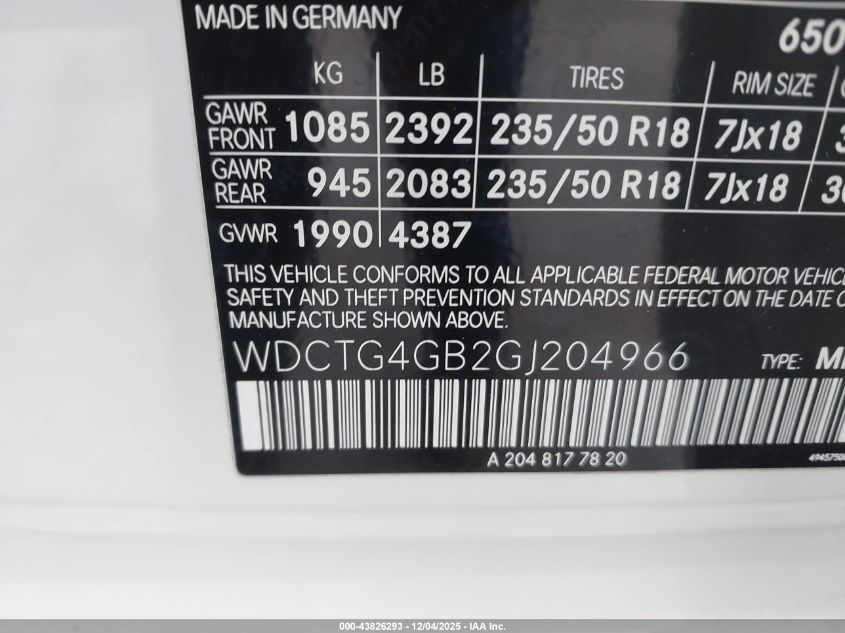 MADE IN GERMANY 650
KG LB TIRES RIM SIZE
GAWR FRONT 1085 2392 235/50 R18 7Jx18
GAWR REAR 945 2083 235/50 R18 7Jx18
GVWR 1990 4387
THIS VEHICLE CONFORMS TO ALL APPLICABLE FEDERAL MOTOR VEHICLE
SAFETY AND THEFT PREVENTION STANDARDS IN EFFECT ON THE DATE O
MANUFACTURE SHOWN ABOVE.
WDCTG4GB2GJ204966 TYPE:
A 204 817 78 20
000-43826293 - 12/04/2025 - IAA Inc.